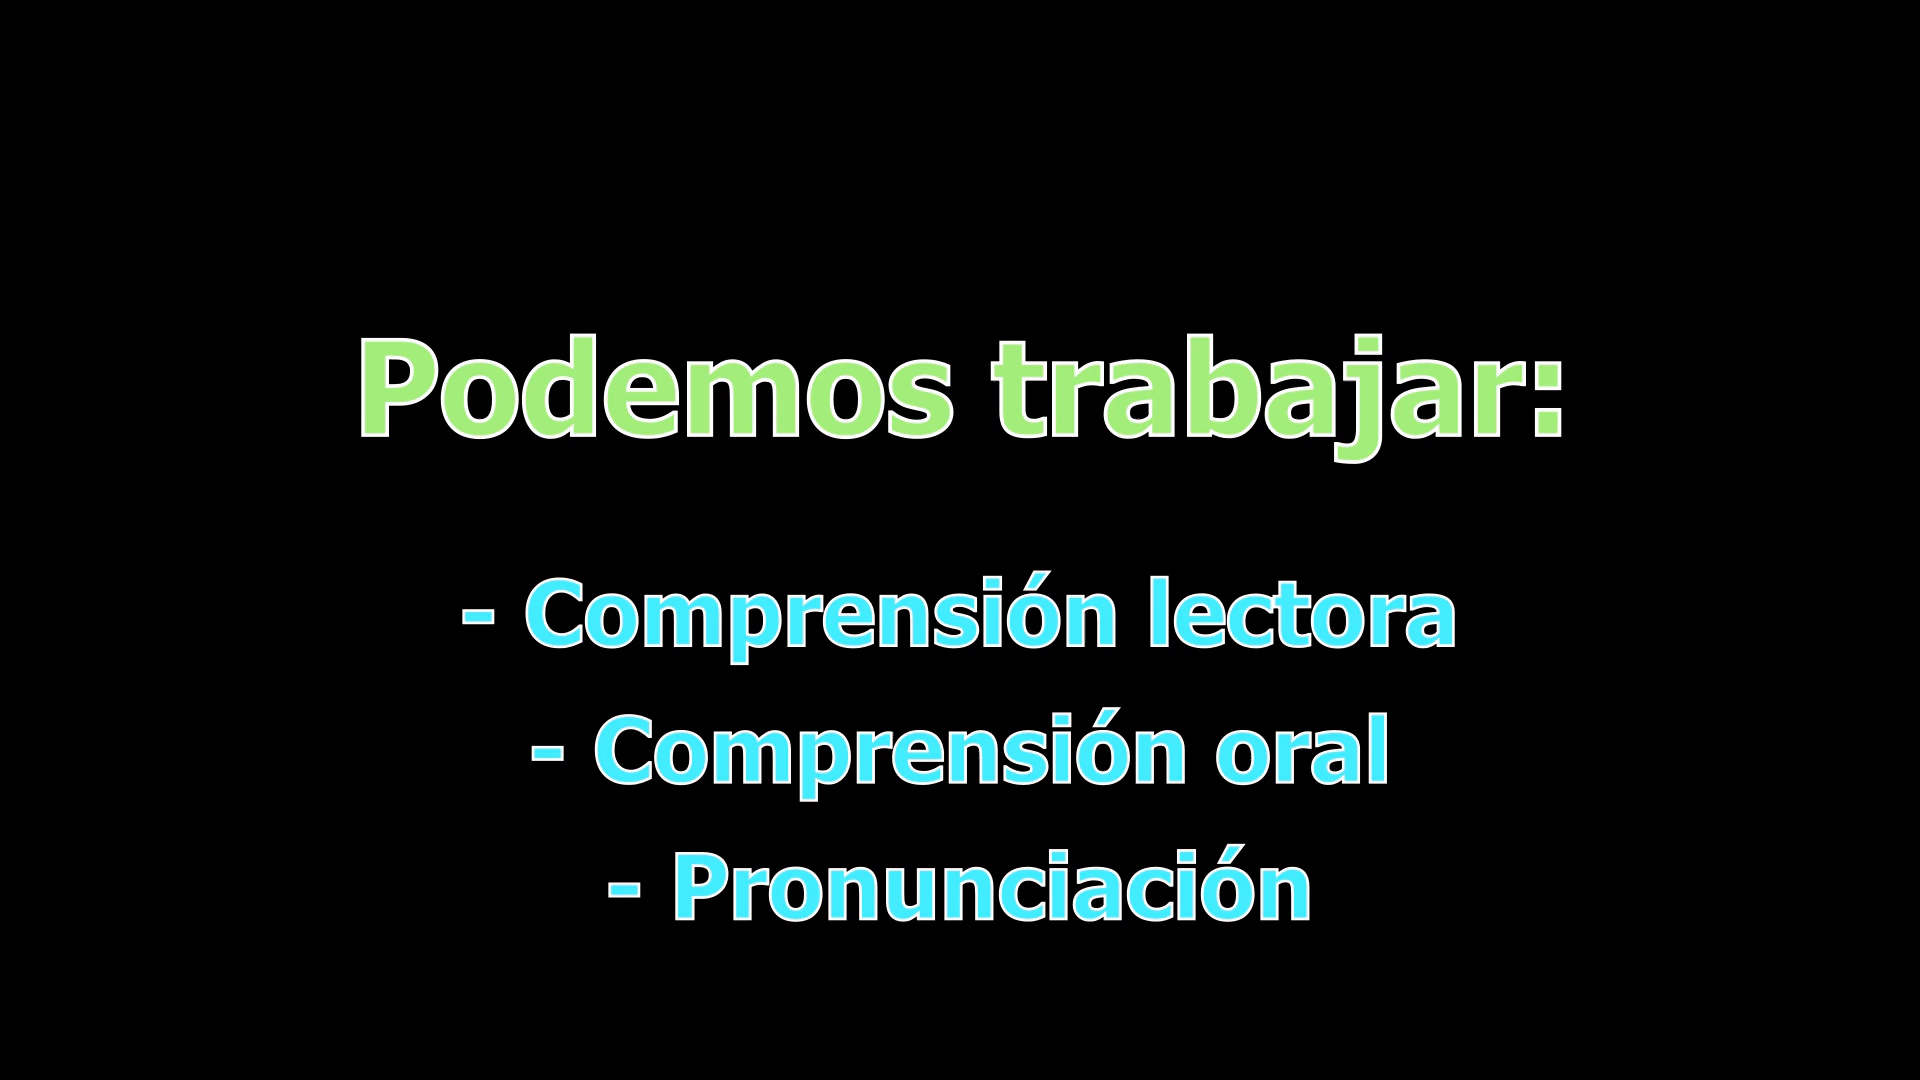 Podemos trabajar:
- Comprensión lectora
- Comprensión oral
- Pronunciación